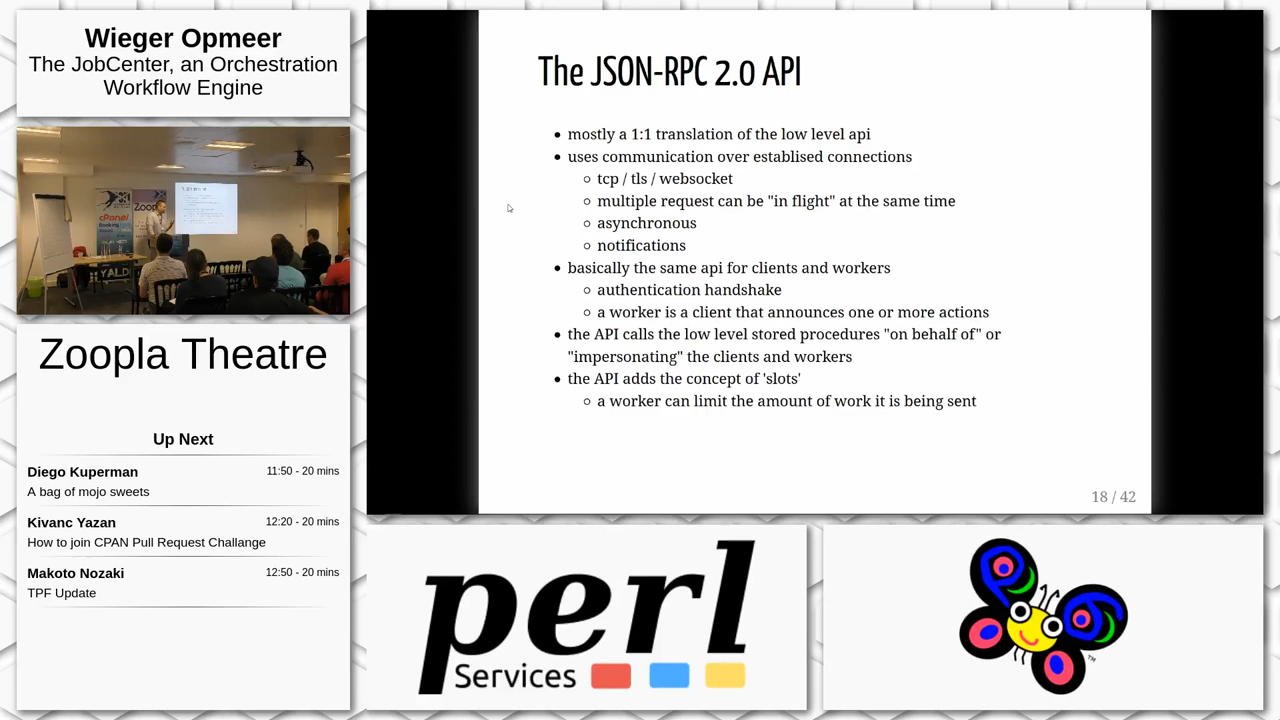 Wieger Opmeer
The JobCenter, an Orchestration
Workflow Engine
cPanel
Booking
Zoopla
YALD
Zoopla Theatre
Up Next
Diego Kuperman
11:50 - 20 mins
A bag of mojo sweets
Kivanc Yazan
12:20 - 20 mins
How to join CPAN Pull Request Challange
Makoto Nozaki
12:50 - 20 mins
TPF Update
The JSON-RPC 2.0 API
• mostly a 1:1 translation of the low level api
• uses communication over establised connections
◦ tcp / tls / websocket
◦ multiple request can be "in flight" at the same time
◦ asynchronous
◦ notifications
• basically the same api for clients and workers
◦ authentication handshake
◦ a worker is a client that announces one or more actions
• the API calls the low level stored procedures "on behalf of" or
"impersonating" the clients and workers
• the API adds the concept of 'slots'
◦ a worker can limit the amount of work it is being sent
18 / 42
perl
Services
P6
TM